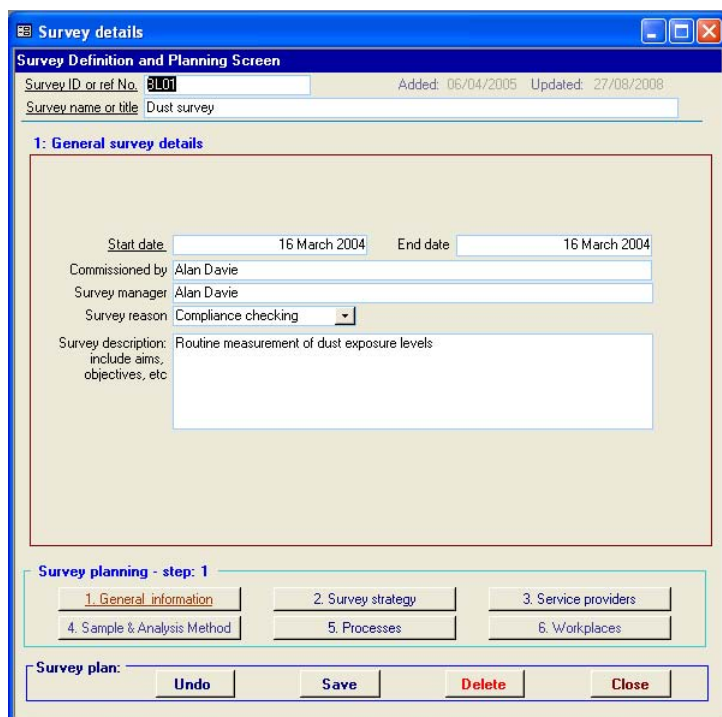 Survey details
Survey Definition and Planning Screen
Survey ID or ref No. BL01 Added: 06/04/2005 Updated: 27/08/2008
Survey name or title Dust survey
1: General survey details
Start date 16 March 2004 End date 16 March 2004
Commissioned by Alan Davie
Survey manager Alan Davie
Survey reason Compliance checking
Survey description: Routine measurement of dust exposure levels
include aims,
objectives, etc
Survey planning - step: 1
1. General information 2. Survey strategy 3. Service providers
4. Sample & Analysis Method 5. Processes 6. Workplaces
Survey plan:
Undo Save Delete Close